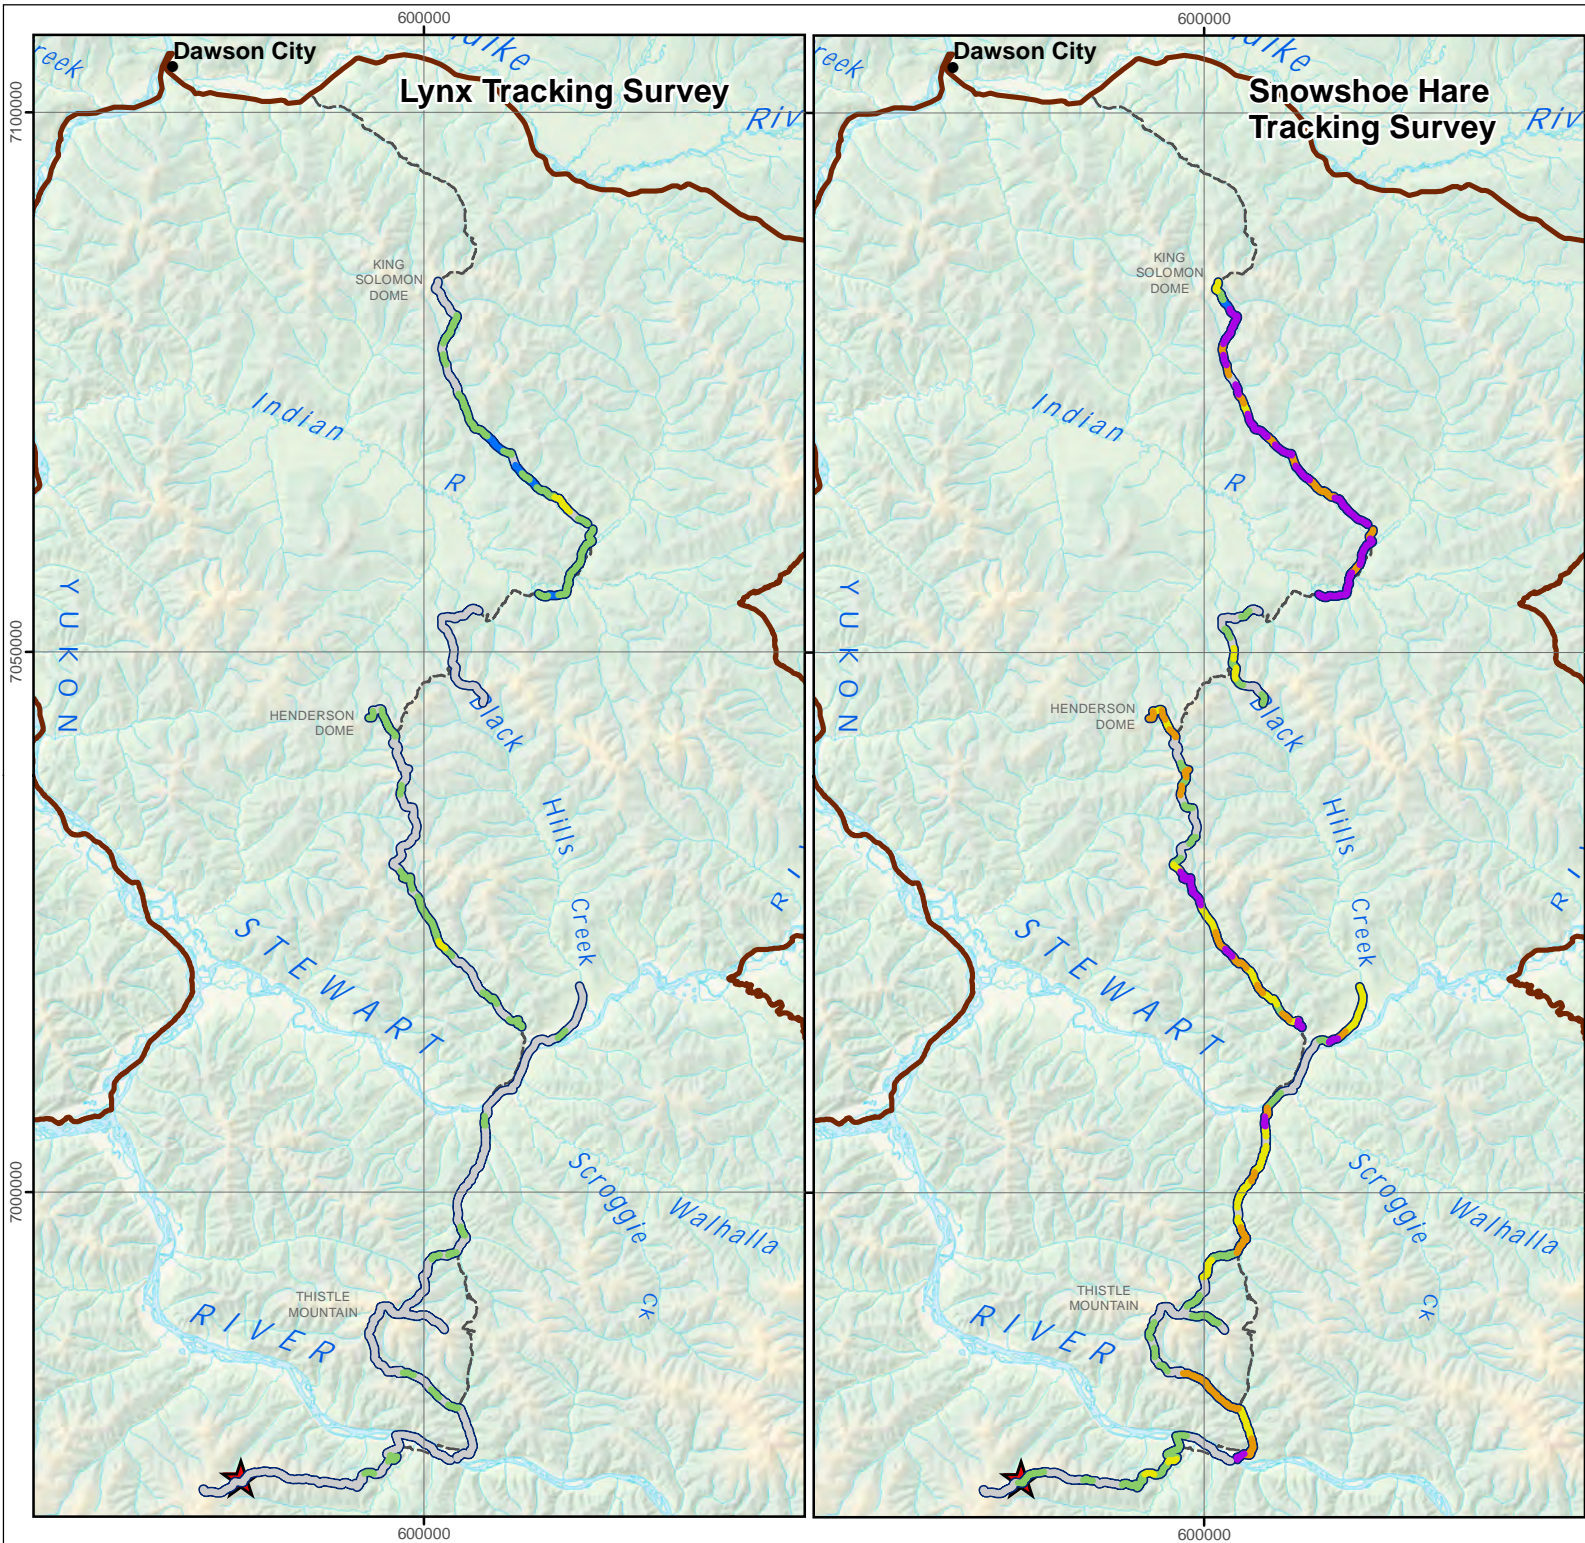 600000
600000
Dawson City
Lynx Tracking Survey
7100000
KING
SOLOMON
DOME
Indian
R
YUKON
7050000
HENDERSON
DOME
Black
Hills
Creek
STEWART
Scroggie
Ck
Walhalla
7000000
THISTLE
MOUNTAIN
RIVER
600000
Dawson City
Snowshoe Hare
Tracking Survey
KING
SOLOMON
DOME
Indian
R
YUKON
HENDERSON
DOME
Black
Hills
Creek
STEWART
Scroggie
Ck
Walhalla
THISTLE
MOUNTAIN
RIVER
600000